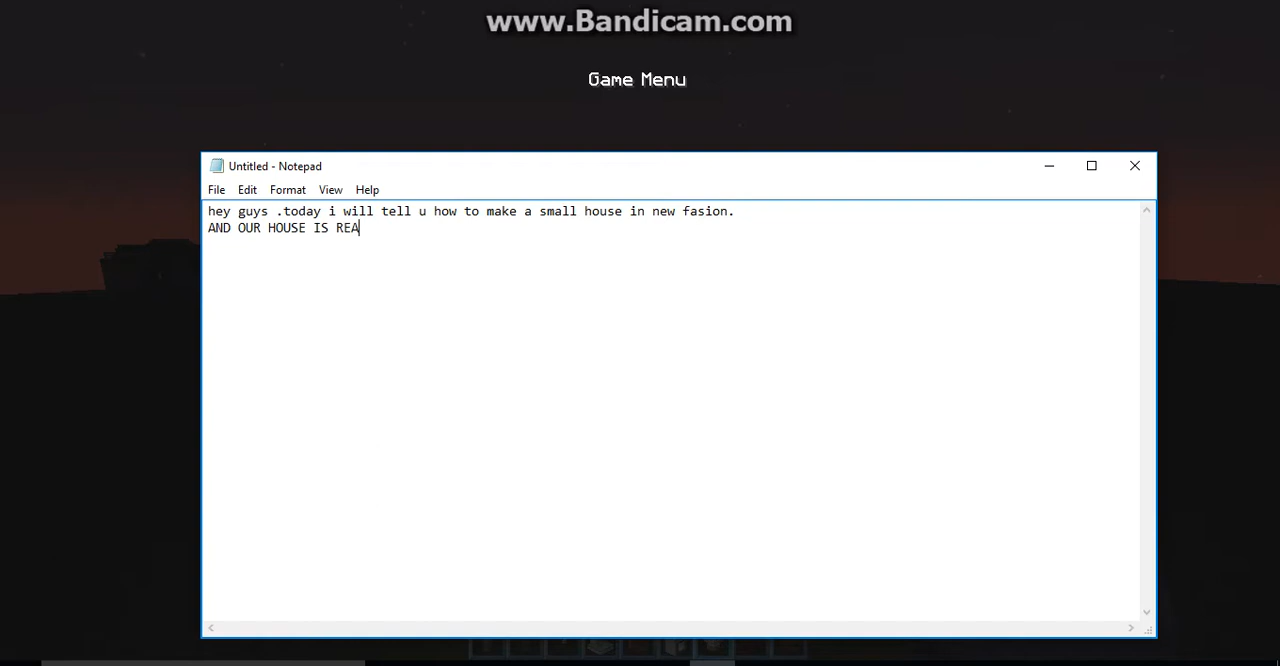 www.Bandicam.com
Game Menu
Untitled - Notepad
File Edit Format View Help
hey guys .today i will tell u how to make a small house in new fasion.
AND OUR HOUSE IS REA